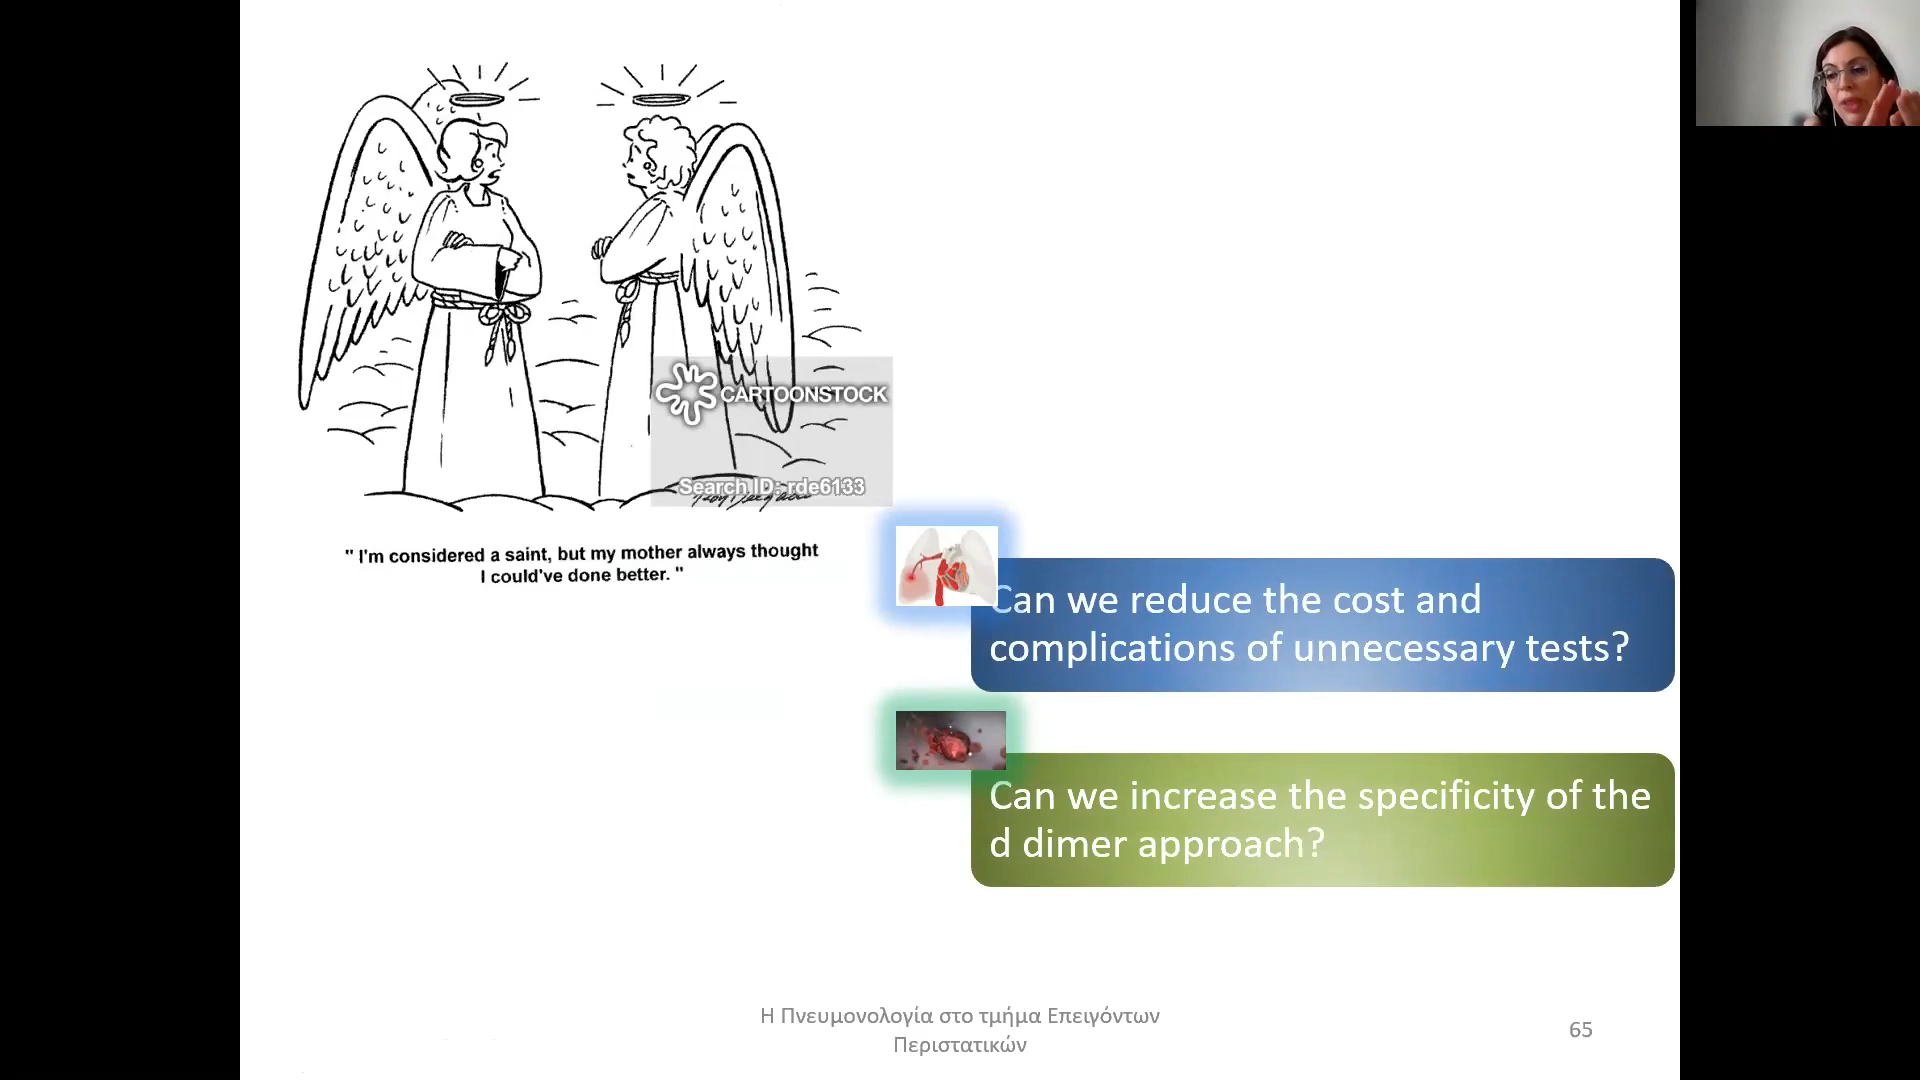 CARTOONSTOCK
Search ID: rde6133
" I'm considered a saint, but my mother always thought
I could've done better. "
Can we reduce the cost and
complications of unnecessary tests?
Can we increase the specificity of the
d dimer approach?
Η Πνευμονολογία στο τμήμα Επειγόντων
Περιστατικών
65